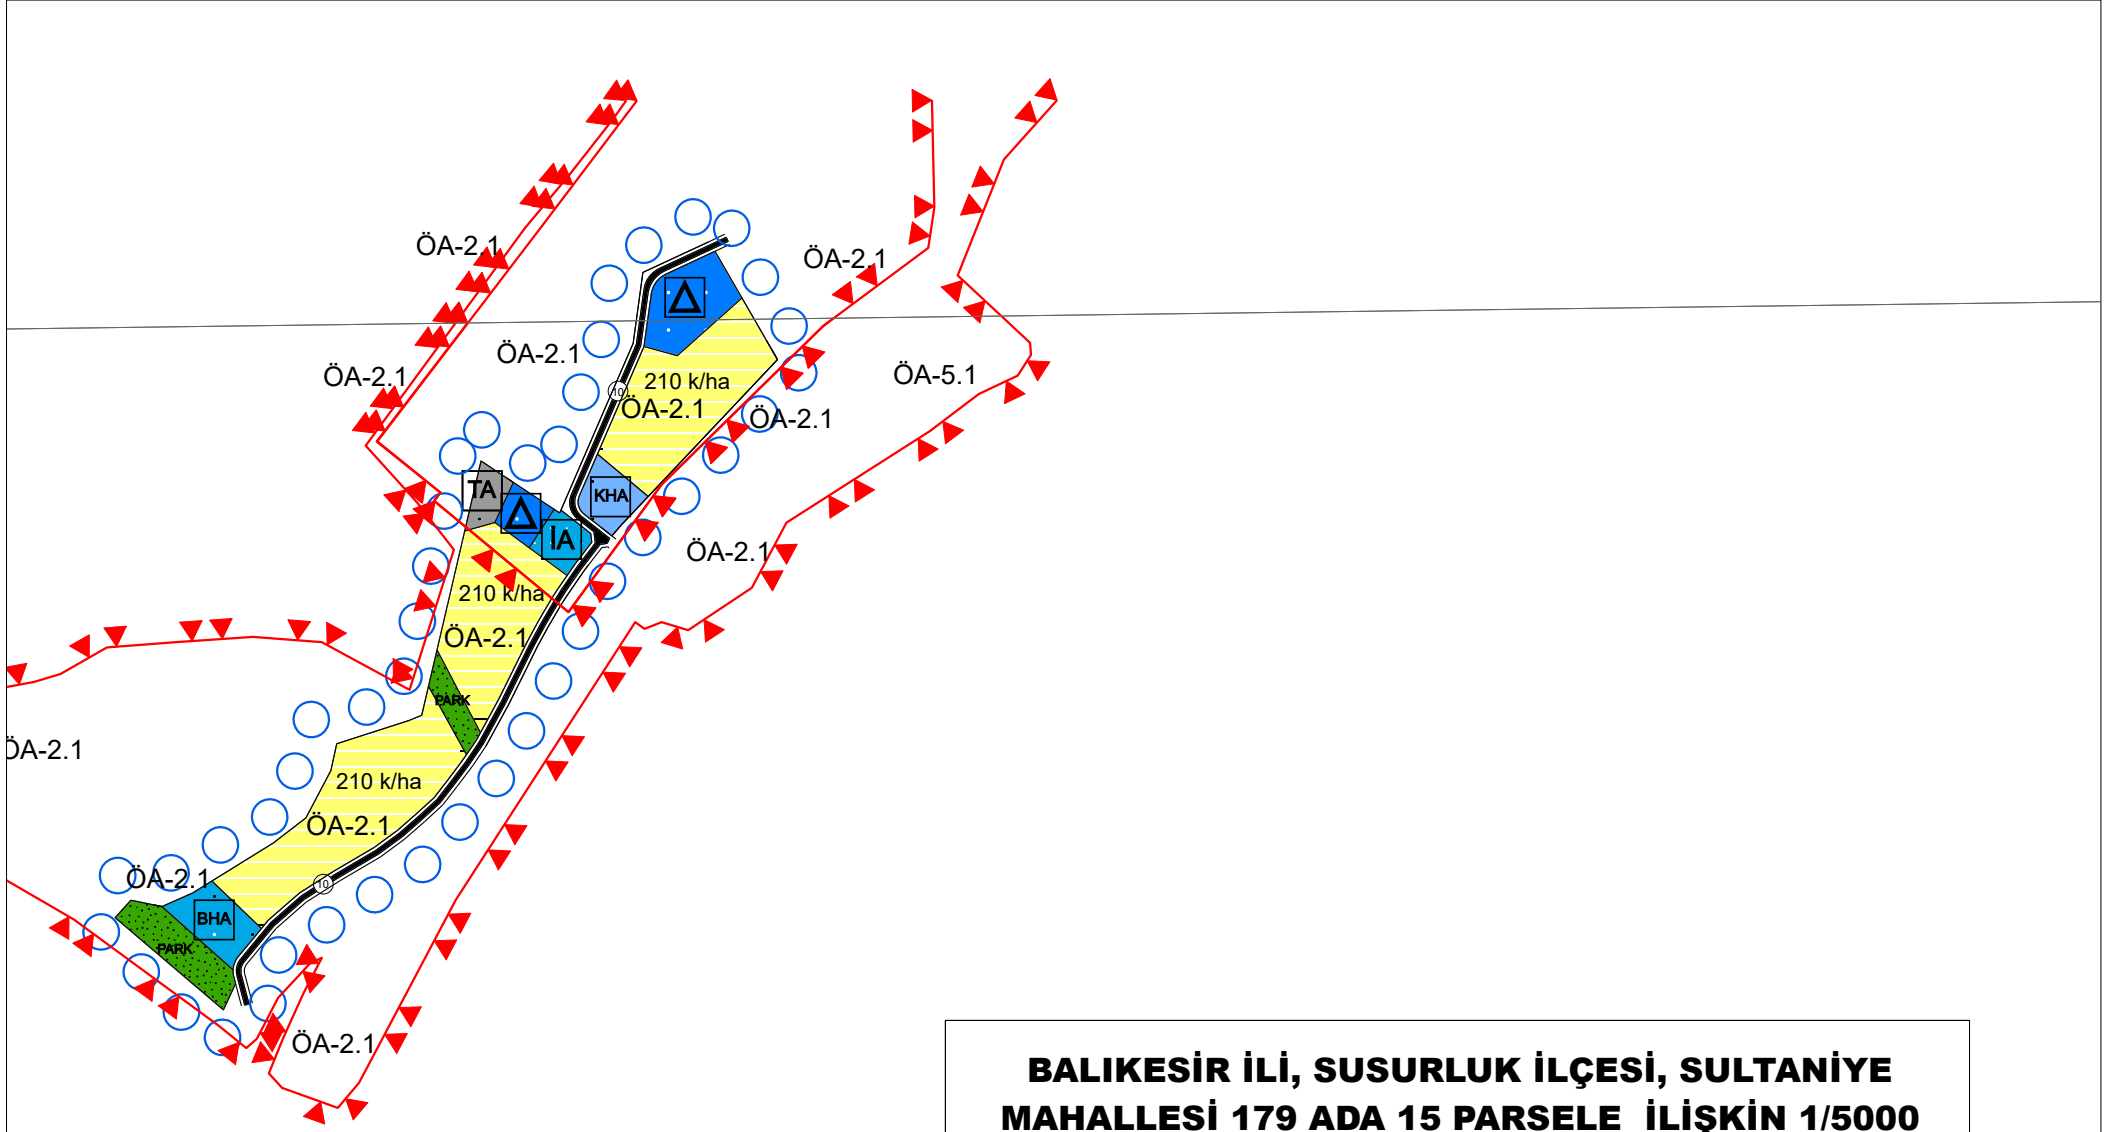 ÖA-2.1
ÖA-2.1
ÖA-2.1
ÖA-2.1
ÖA-5.1
210 k/ha
10
ÖA-2.1
ÖA-2.1
TA
KHA
İA
ÖA-2.1
210 k/ha
ÖA-2.1
PARK
ÖA-2.1
210 k/ha
ÖA-2.1
ÖA-2.1
10
BHA
PARK
ÖA-2.1
BALIKESİR İLİ, SUSURLUK İLÇESİ, SULTANİYE
MAHALLESİ 179 ADA 15 PARSELE İLİŞKİN 1/5000